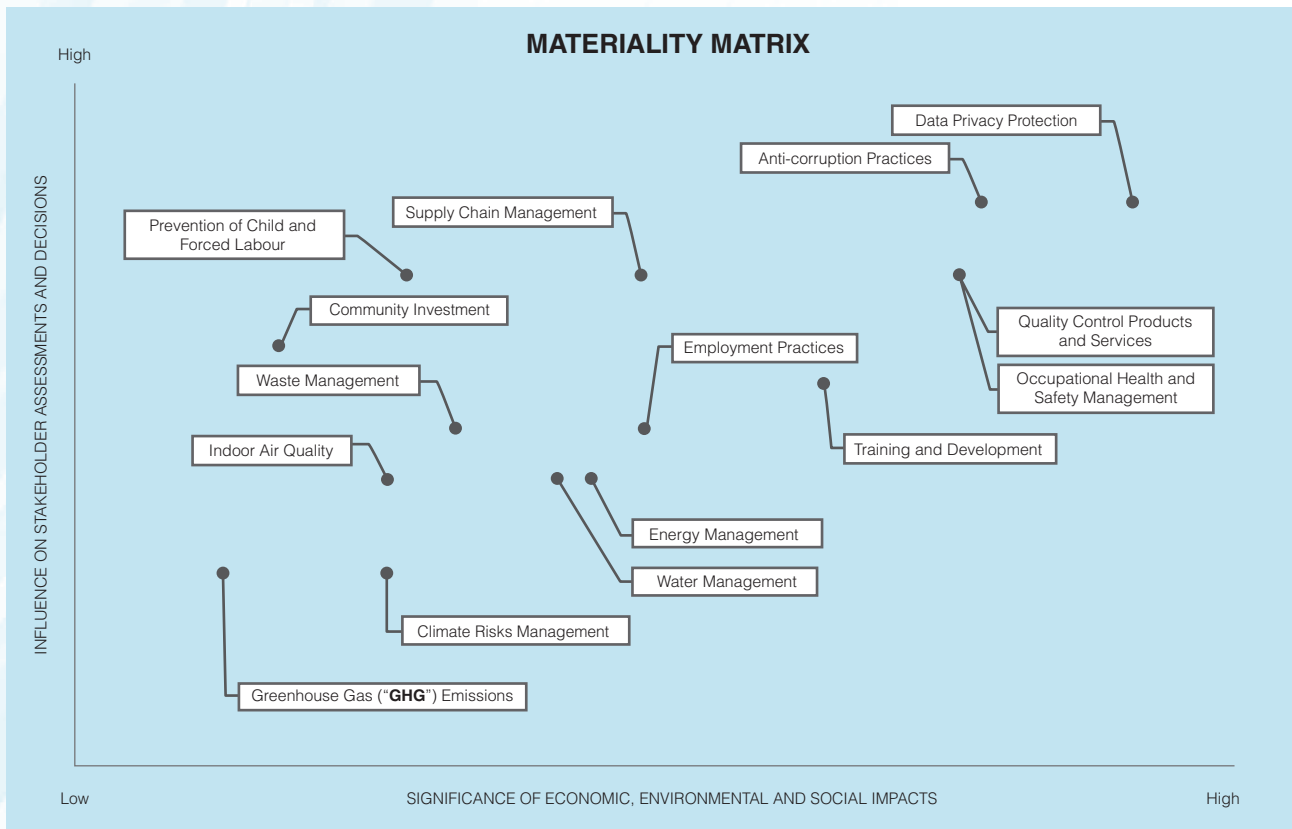 MATERIALITY MATRIX
High
Data Privacy Protection
Anti-corruption Practices
Supply Chain Management
Prevention of Child and
Forced Labour
Community Investment
Quality Control Products
and Services
Employment Practices
Waste Management
Occupational Health and
Safety Management
Indoor Air Quality
Training and Development
Energy Management
Water Management
Climate Risks Management
Greenhouse Gas (“GHG”) Emissions
INFLUENCE ON STAKEHOLDER ASSESSMENTS AND DECISIONS
Low
SIGNIFICANCE OF ECONOMIC, ENVIRONMENTAL AND SOCIAL IMPACTS
High